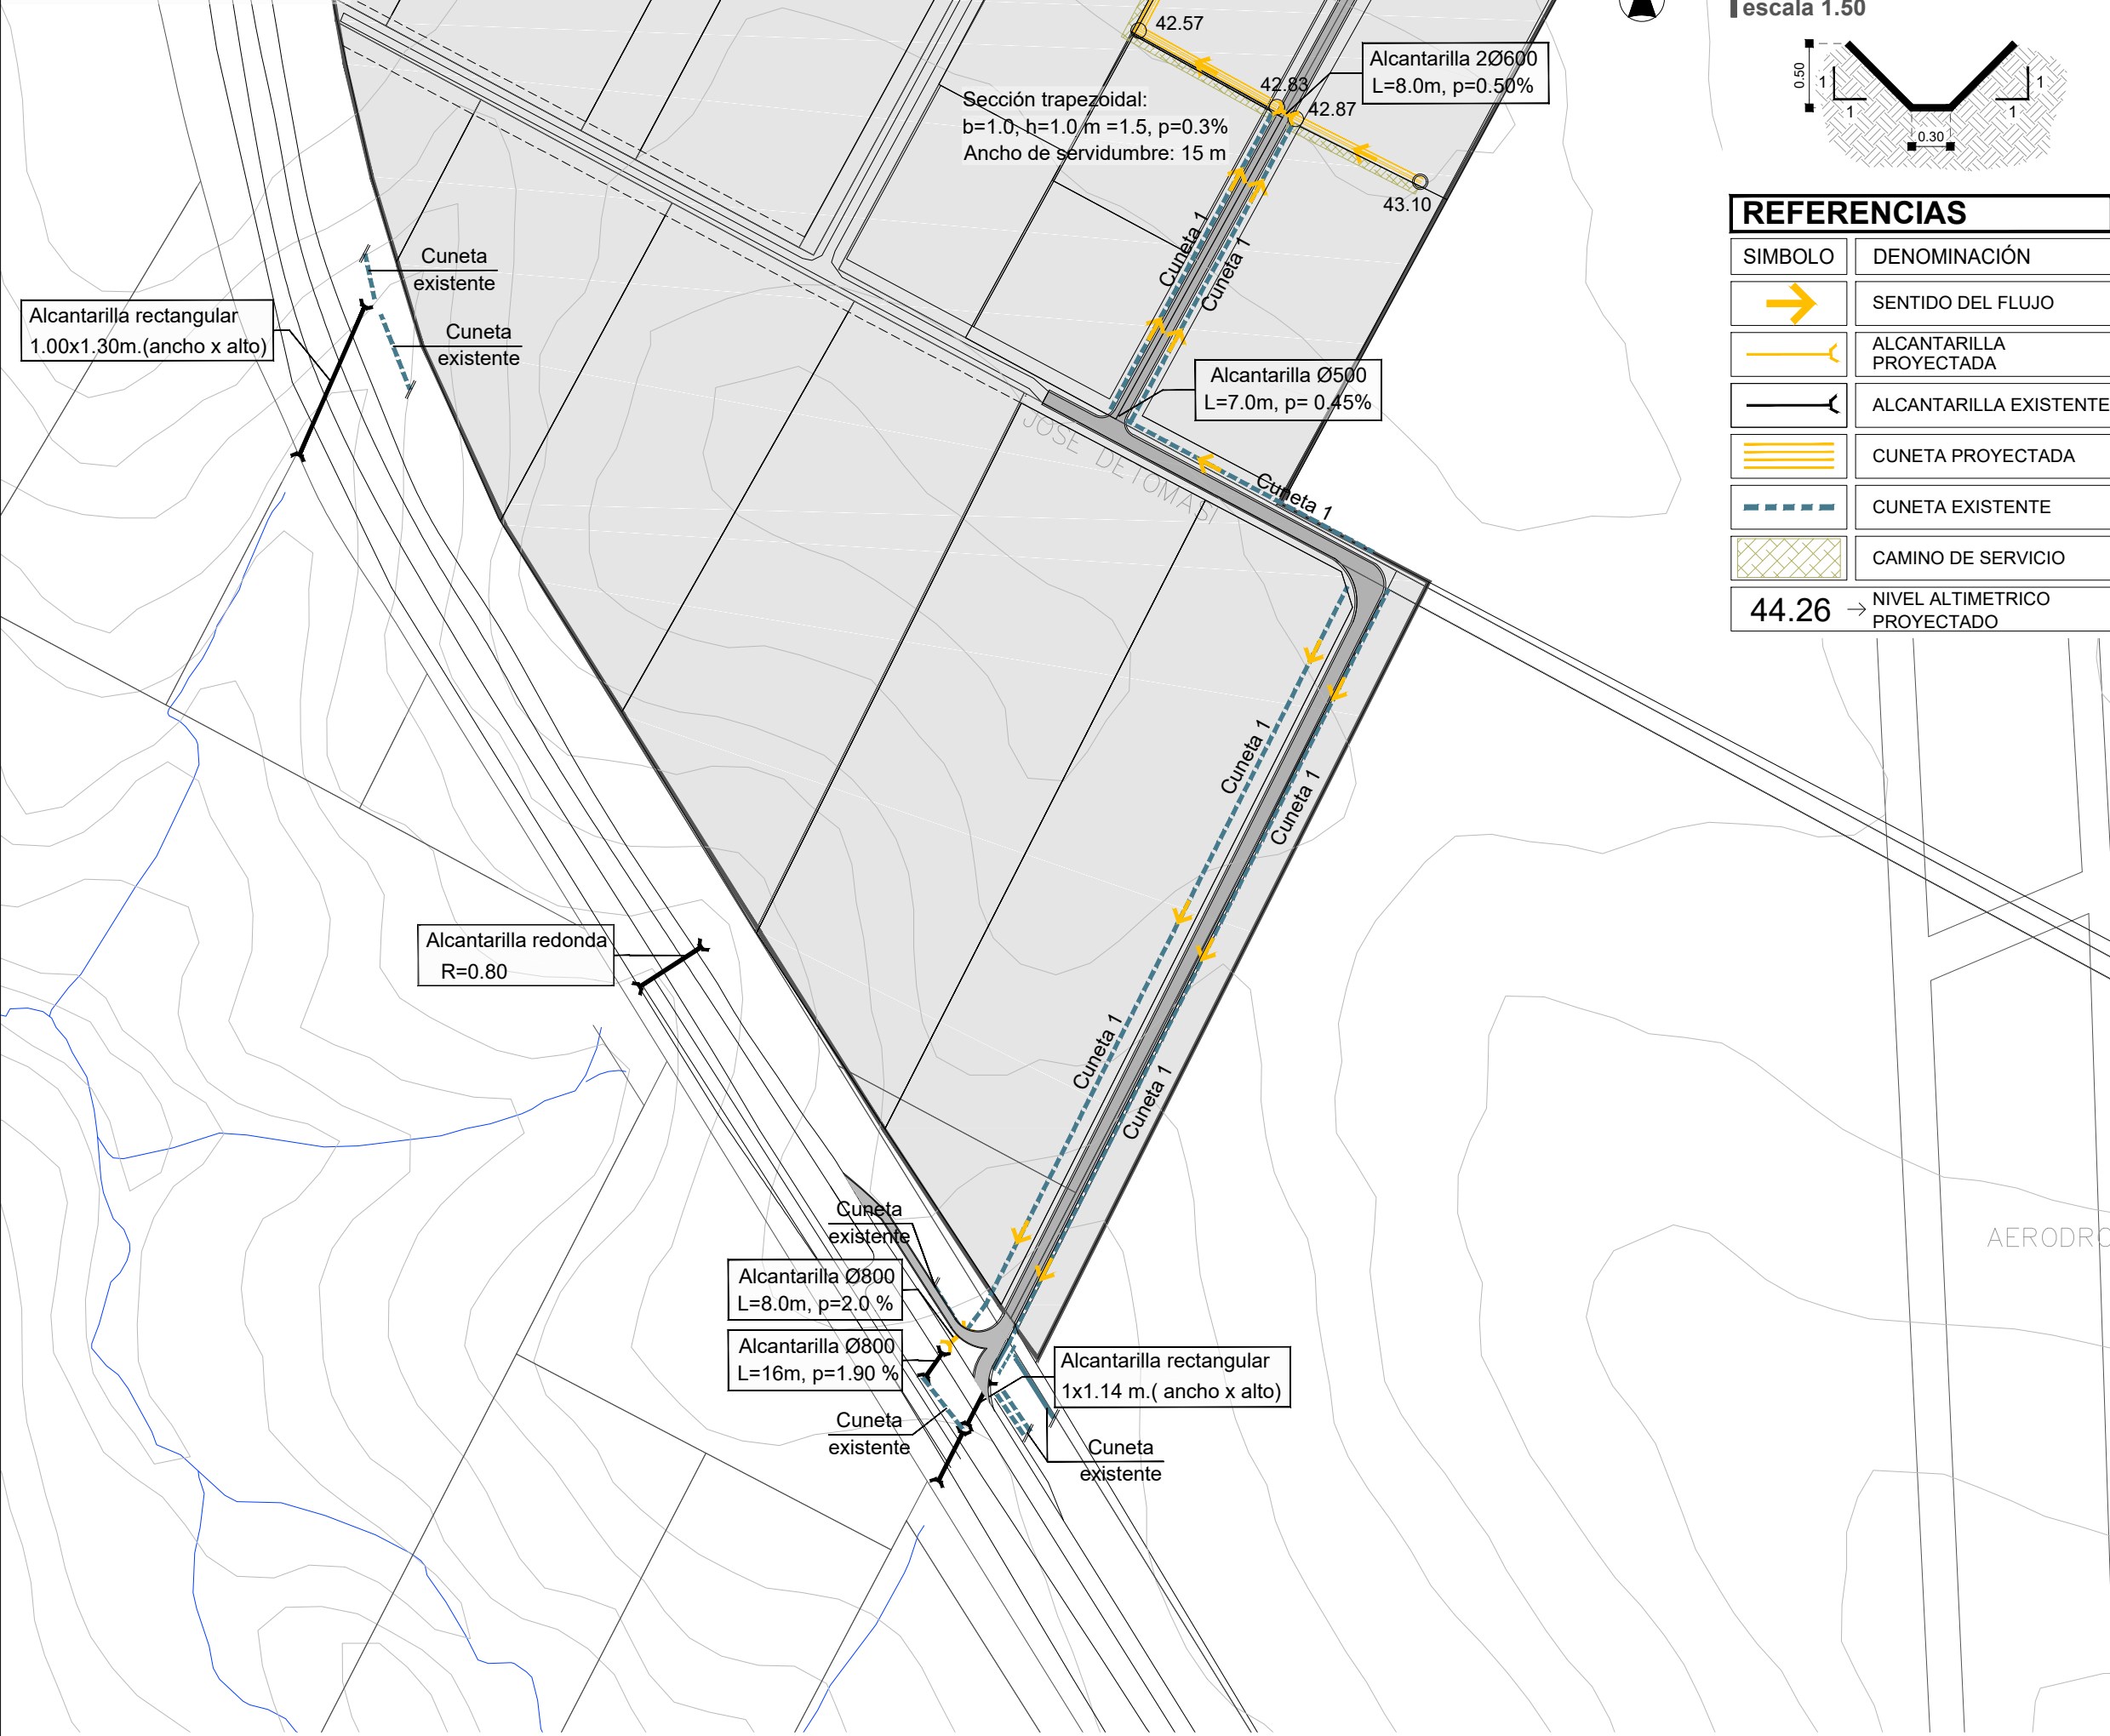 escala 1.50
0.50
1
1
1
1
0.30
42.57
Alcantarilla 2Ø600
L=8.0m, p=0.50%
42.83
42.87
Sección trapezoidal:
b=1.0, h=1.0 m =1.5, p=0.3%
Ancho de servidumbre: 15 m
43.10
REFERENCIAS
SIMBOLO
DENOMINACIÓN
SENTIDO DEL FLUJO
ALCANTARILLA
PROYECTADA
ALCANTARILLA EXISTENTE
CUNETA PROYECTADA
CUNETA EXISTENTE
CAMINO DE SERVICIO
44.26
NIVEL ALTIMETRICO
PROYECTADO
Cuneta 1
Cuneta 1
Cuneta
existente
Cuneta
existente
Alcantarilla rectangular
1.00x1.30m.(ancho x alto)
Alcantarilla Ø500
L=7.0m, p= 0.45%
JOSE DETOMASI
Cuneta 1
Cuneta 1
Cuneta 1
Alcantarilla redonda
R=0.80
Cuneta 1
Cuneta 1
Cuneta
existente
AERODRO
Alcantarilla Ø800
L=8.0m, p=2.0 %
Alcantarilla Ø800
L=16m, p=1.90 %
Alcantarilla rectangular
1x1.14 m.( ancho x alto)
Cuneta
existente
Cuneta
existente